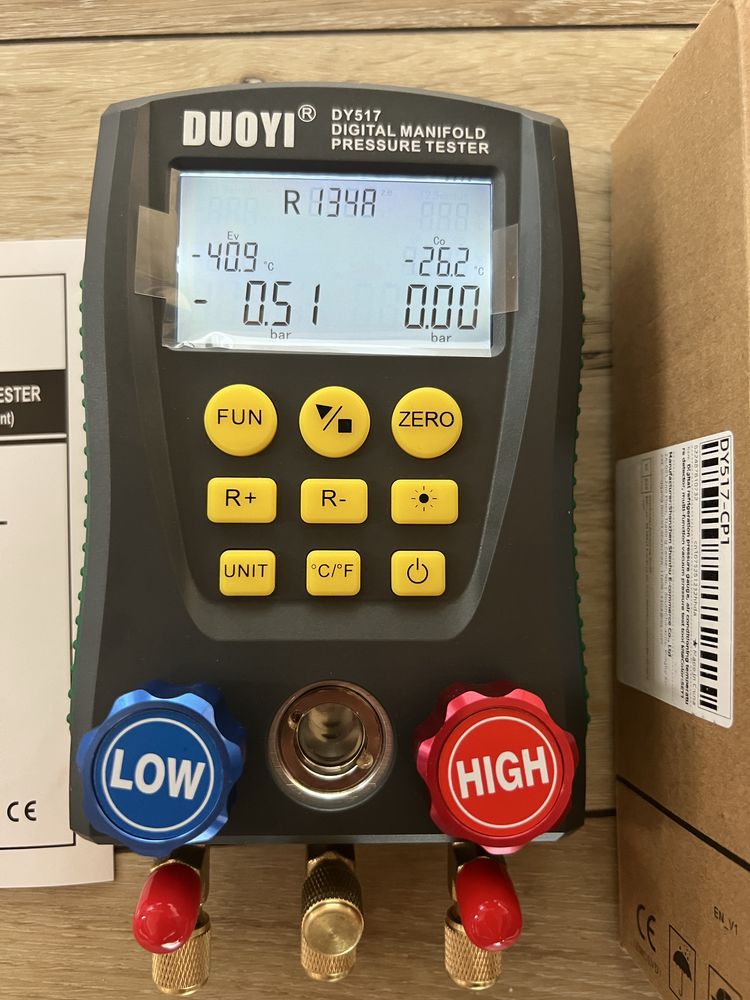 DUOYI®
DY517
DIGITAL MANIFOLD
PRESSURE TESTER
R134A
Ev
Co
-40.9 °C
-26.2 °C
- 0.51
0.00
bar
bar
FUN
ZERO
R+
R-
UNIT
°C/°F
LOW
HIGH
ESTER
nt)
CE
DY517-CP1
CE
EN_V1